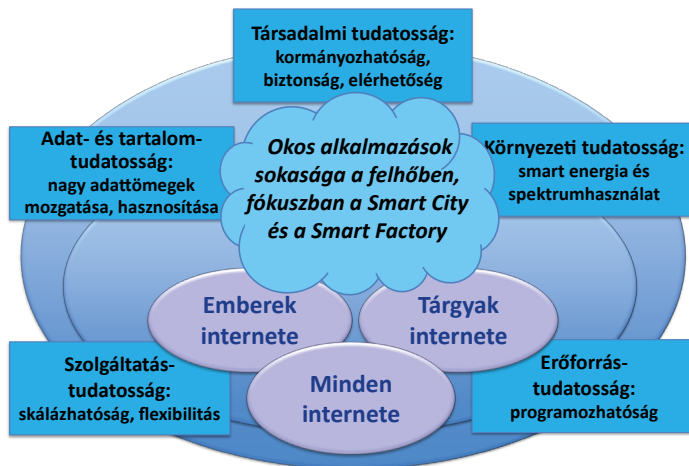 Társadalmi tudatosság:
kormányozhatóság,
biztonság, elérhetőség
Adat- és tartalom-
tudatosság:
nagy adattömegek
mozgatása, hasznosítása
Okos alkalmazások
sokasága a felhőben,
fókuszban a Smart City
és a Smart Factory
Környezeti tudatosság:
smart energia és
spektrumhasználat
Emberek
internete
Tárgyak
internete
Szolgáltatás-
tudatosság:
skálázhatóság, flexibilitás
Minden
internete
Erőforrás-
tudatosság:
programozhatóság